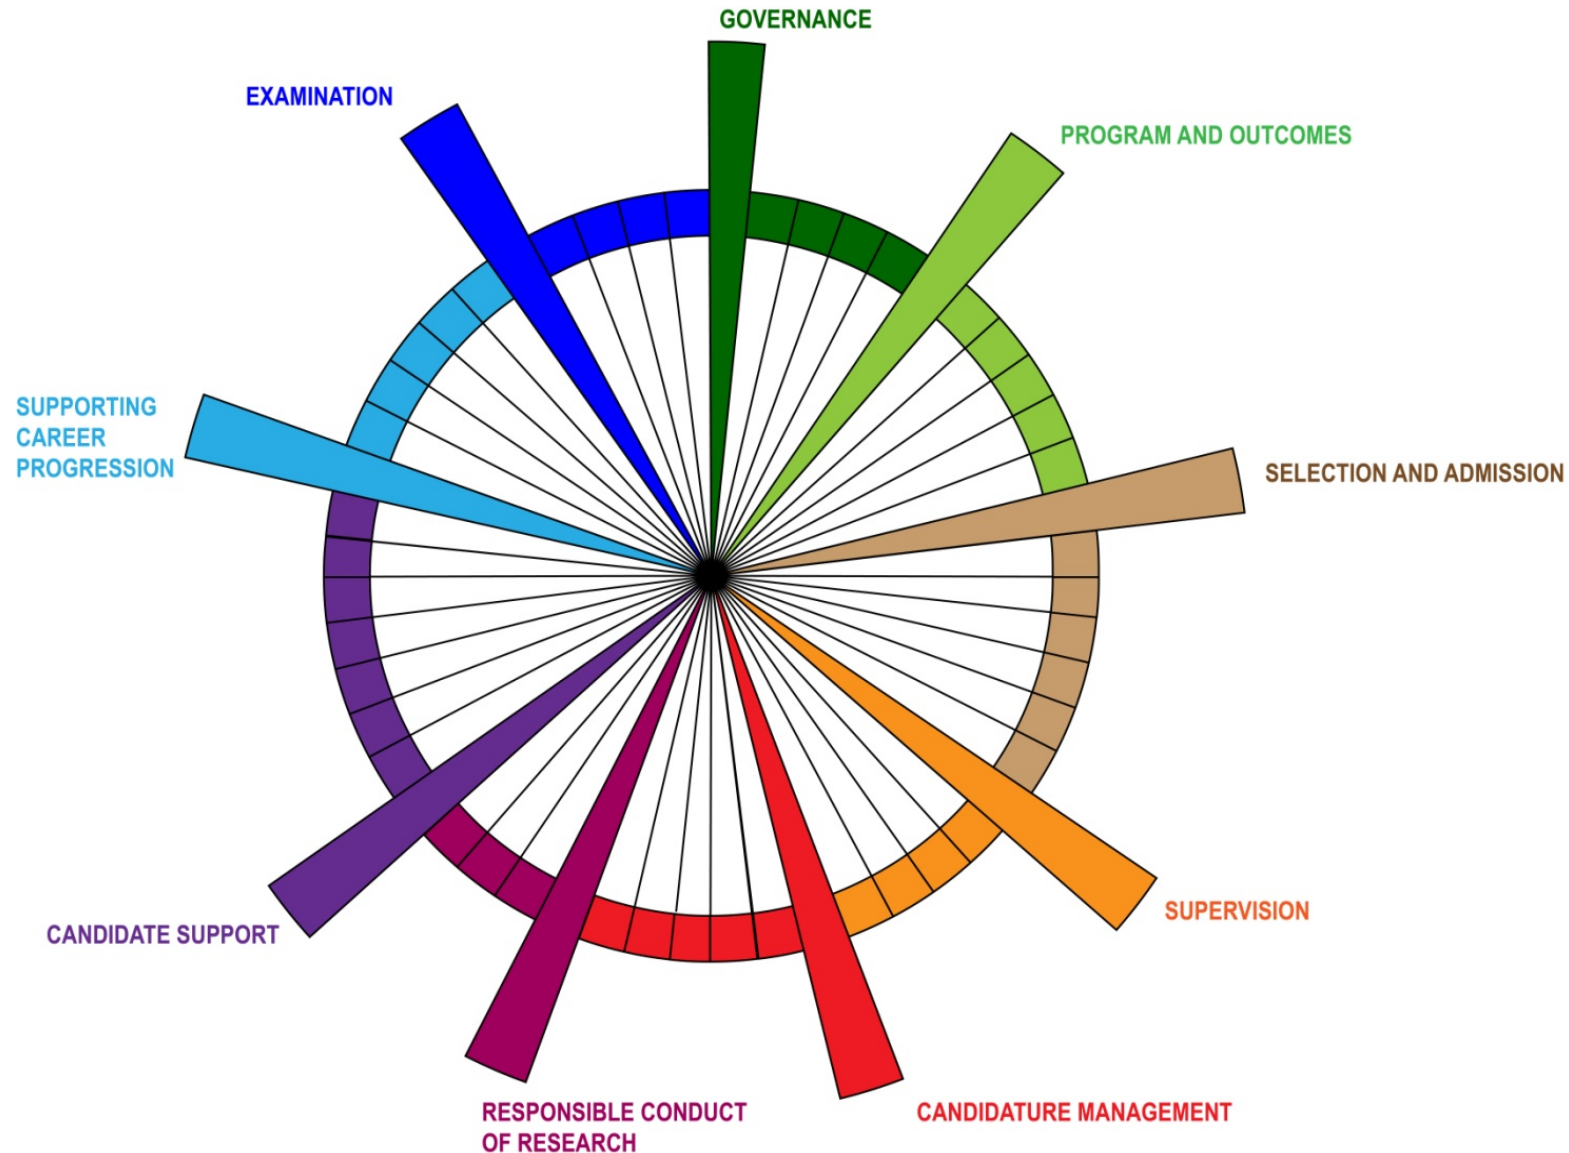 GOVERNANCE
EXAMINATION
PROGRAM AND OUTCOMES
SUPPORTING
CAREER
PROGRESSION
SELECTION AND ADMISSION
CANDIDATE SUPPORT
SUPERVISION
RESPONSIBLE CONDUCT
OF RESEARCH
CANDIDATURE MANAGEMENT